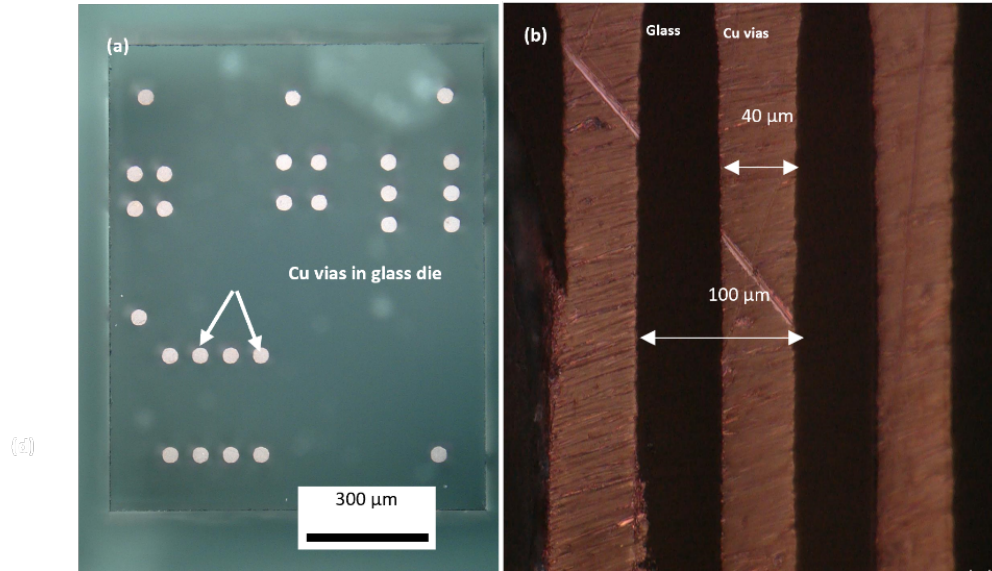 (a)
Cu vias in glass die
300 µm
(d)
(b)
Glass
Cu vias
40 µm
100 µm